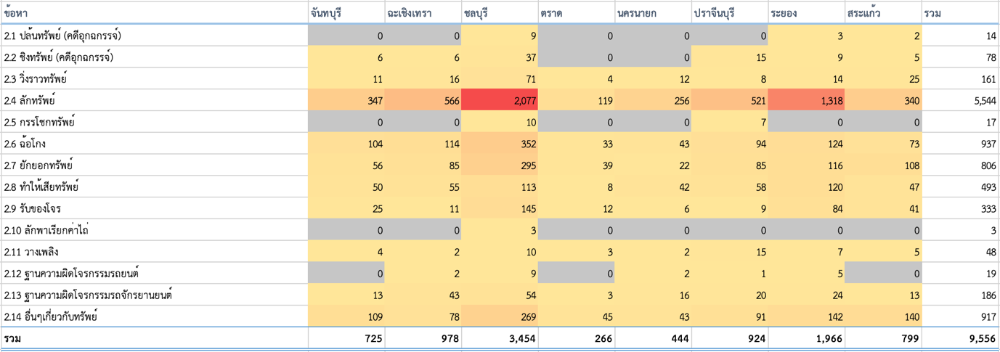 ข้อหา จันทบุรี ฉะเชิงเทรา ชลบุรี ตราด นครนายก ปราจีนบุรี ระยอง สระแก้ว รวม
2.1 ปล้นทรัพย์ (คดีอุกฉกรรจ์) 0 0 9 0 0 0 3 2 14
2.2 ชิงทรัพย์ (คดีอุกฉกรรจ์) 6 6 37 0 0 15 9 5 78
2.3 วิ่งราวทรัพย์ 11 16 71 4 12 8 14 25 161
2.4 ลักทรัพย์ 347 566 2,077 119 256 521 1,318 340 5,544
2.5 กรรโชกทรัพย์ 0 0 10 0 0 7 0 0 17
2.6 ฉ้อโกง 104 114 352 33 43 94 124 73 937
2.7 ยักยอกทรัพย์ 56 85 295 39 22 85 116 108 806
2.8 ทำให้เสียทรัพย์ 50 55 113 8 42 58 120 47 493
2.9 รับของโจร 25 11 145 12 6 9 84 41 333
2.10 ลักพาเรียกค่าไถ่ 0 0 3 0 0 0 0 0 3
2.11 วางเพลิง 4 2 10 3 2 15 7 5 48
2.12 ฐานความผิดโจรกรรมรถยนต์ 0 2 9 0 2 1 5 0 19
2.13 ฐานความผิดโจรกรรมรถจักรยานยนต์ 13 43 54 3 16 20 24 13 186
2.14 อื่นๆเกี่ยวกับทรัพย์ 109 78 269 45 43 91 142 140 917
รวม 725 978 3,454 266 444 924 1,966 799 9,556